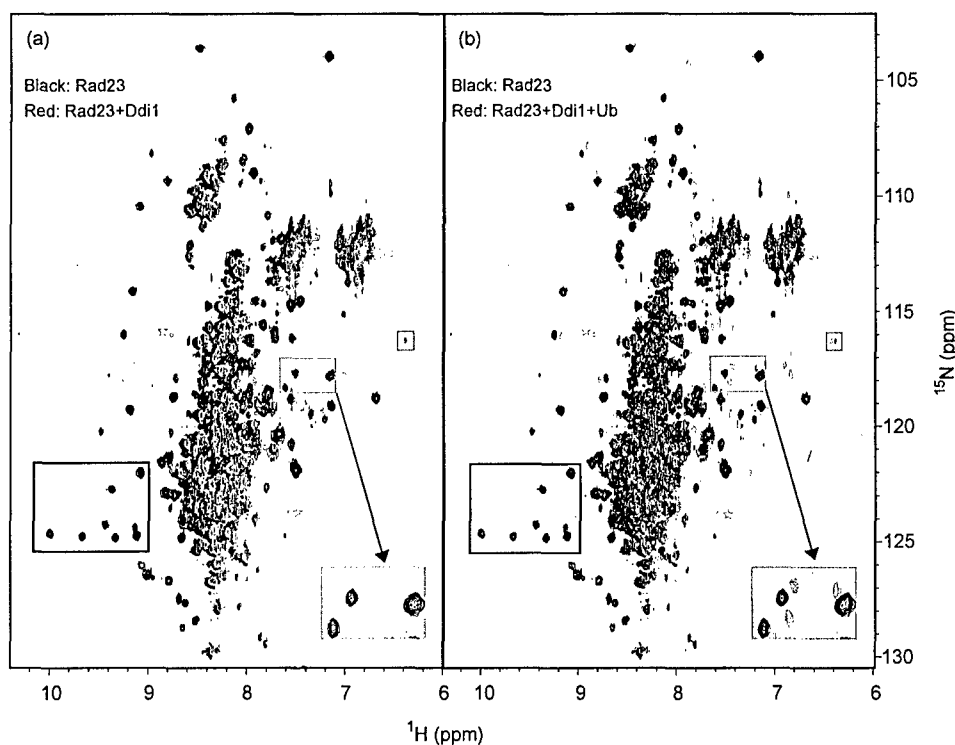 (a)
Black: Rad23
Red: Rad23+Ddi1
(b)
Black: Rad23
Red: Rad23+Ddi1+Ub
105
110
115
120
125
130
15N (ppm)
10 9 8 7 6
10 9 8 7 6
1H (ppm)